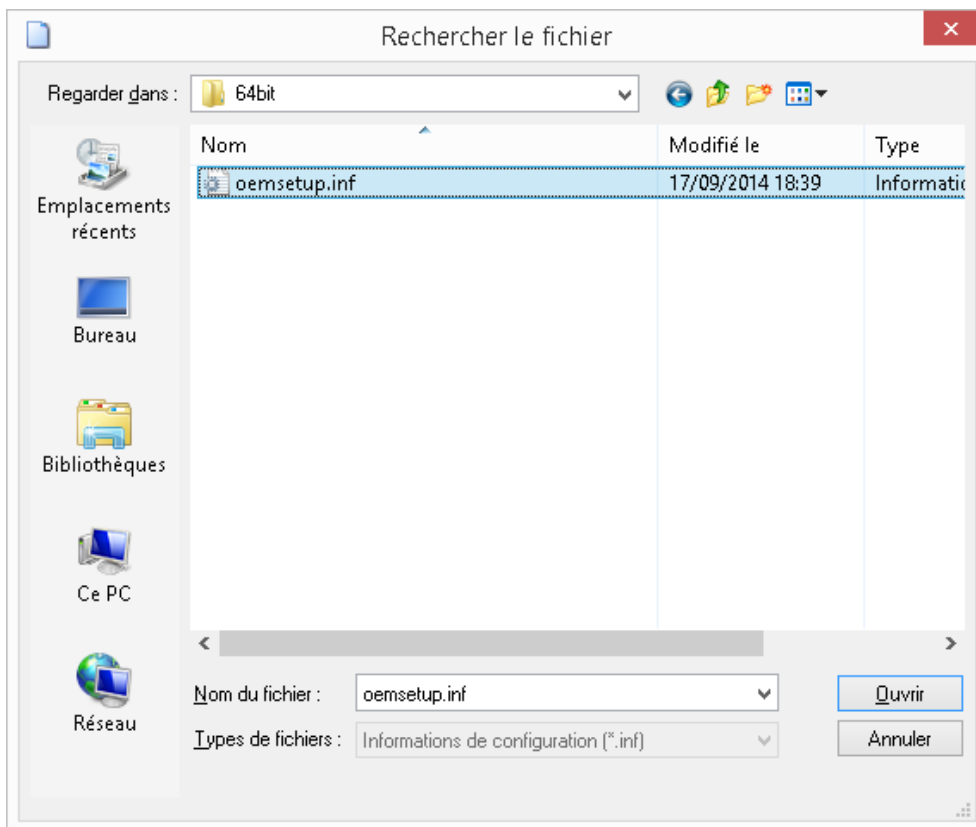 Rechercher le fichier
Regarder dans :
64bit
Nom
Modifié le
Type
oemsetup.inf
17/09/2014 18:39
Informatic
Emplacements
récents
Bureau
Bibliothèques
Ce PC
Réseau
Nom du fichier :
oemsetup.inf
Ouvrir
Types de fichiers :
Informations de configuration (*.inf)
Annuler